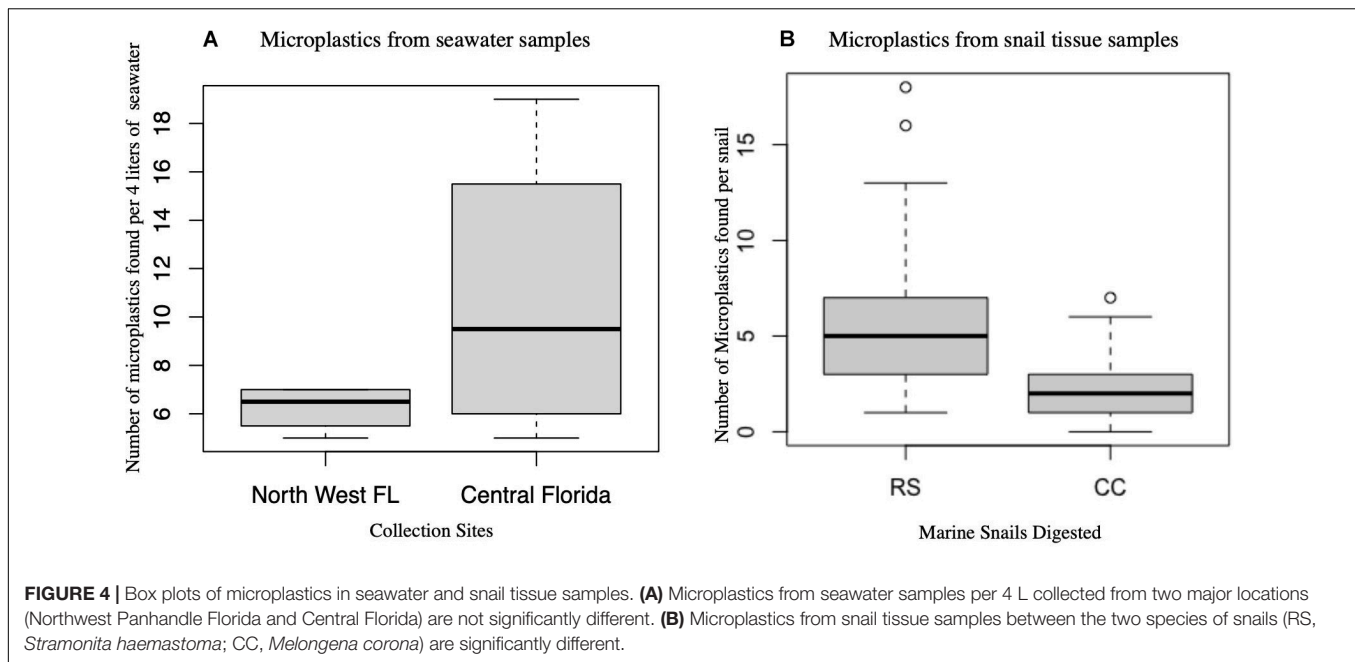 A Microplastics from seawater samples
Number of microplastics found per 4 liters of seawater
18
16
14
12
10
8
6
North West FL Central Florida
Collection Sites
B Microplastics from snail tissue samples
Number of Microplastics found per snail
15
10
5
0
RS CC
Marine Snails Digested
FIGURE 4 | Box plots of microplastics in seawater and snail tissue samples. (A) Microplastics from seawater samples per 4 L collected from two major locations
(Northwest Panhandle Florida and Central Florida) are not significantly different. (B) Microplastics from snail tissue samples between the two species of snails (RS,
Stramonita haemastoma; CC, Melongena corona) are significantly different.